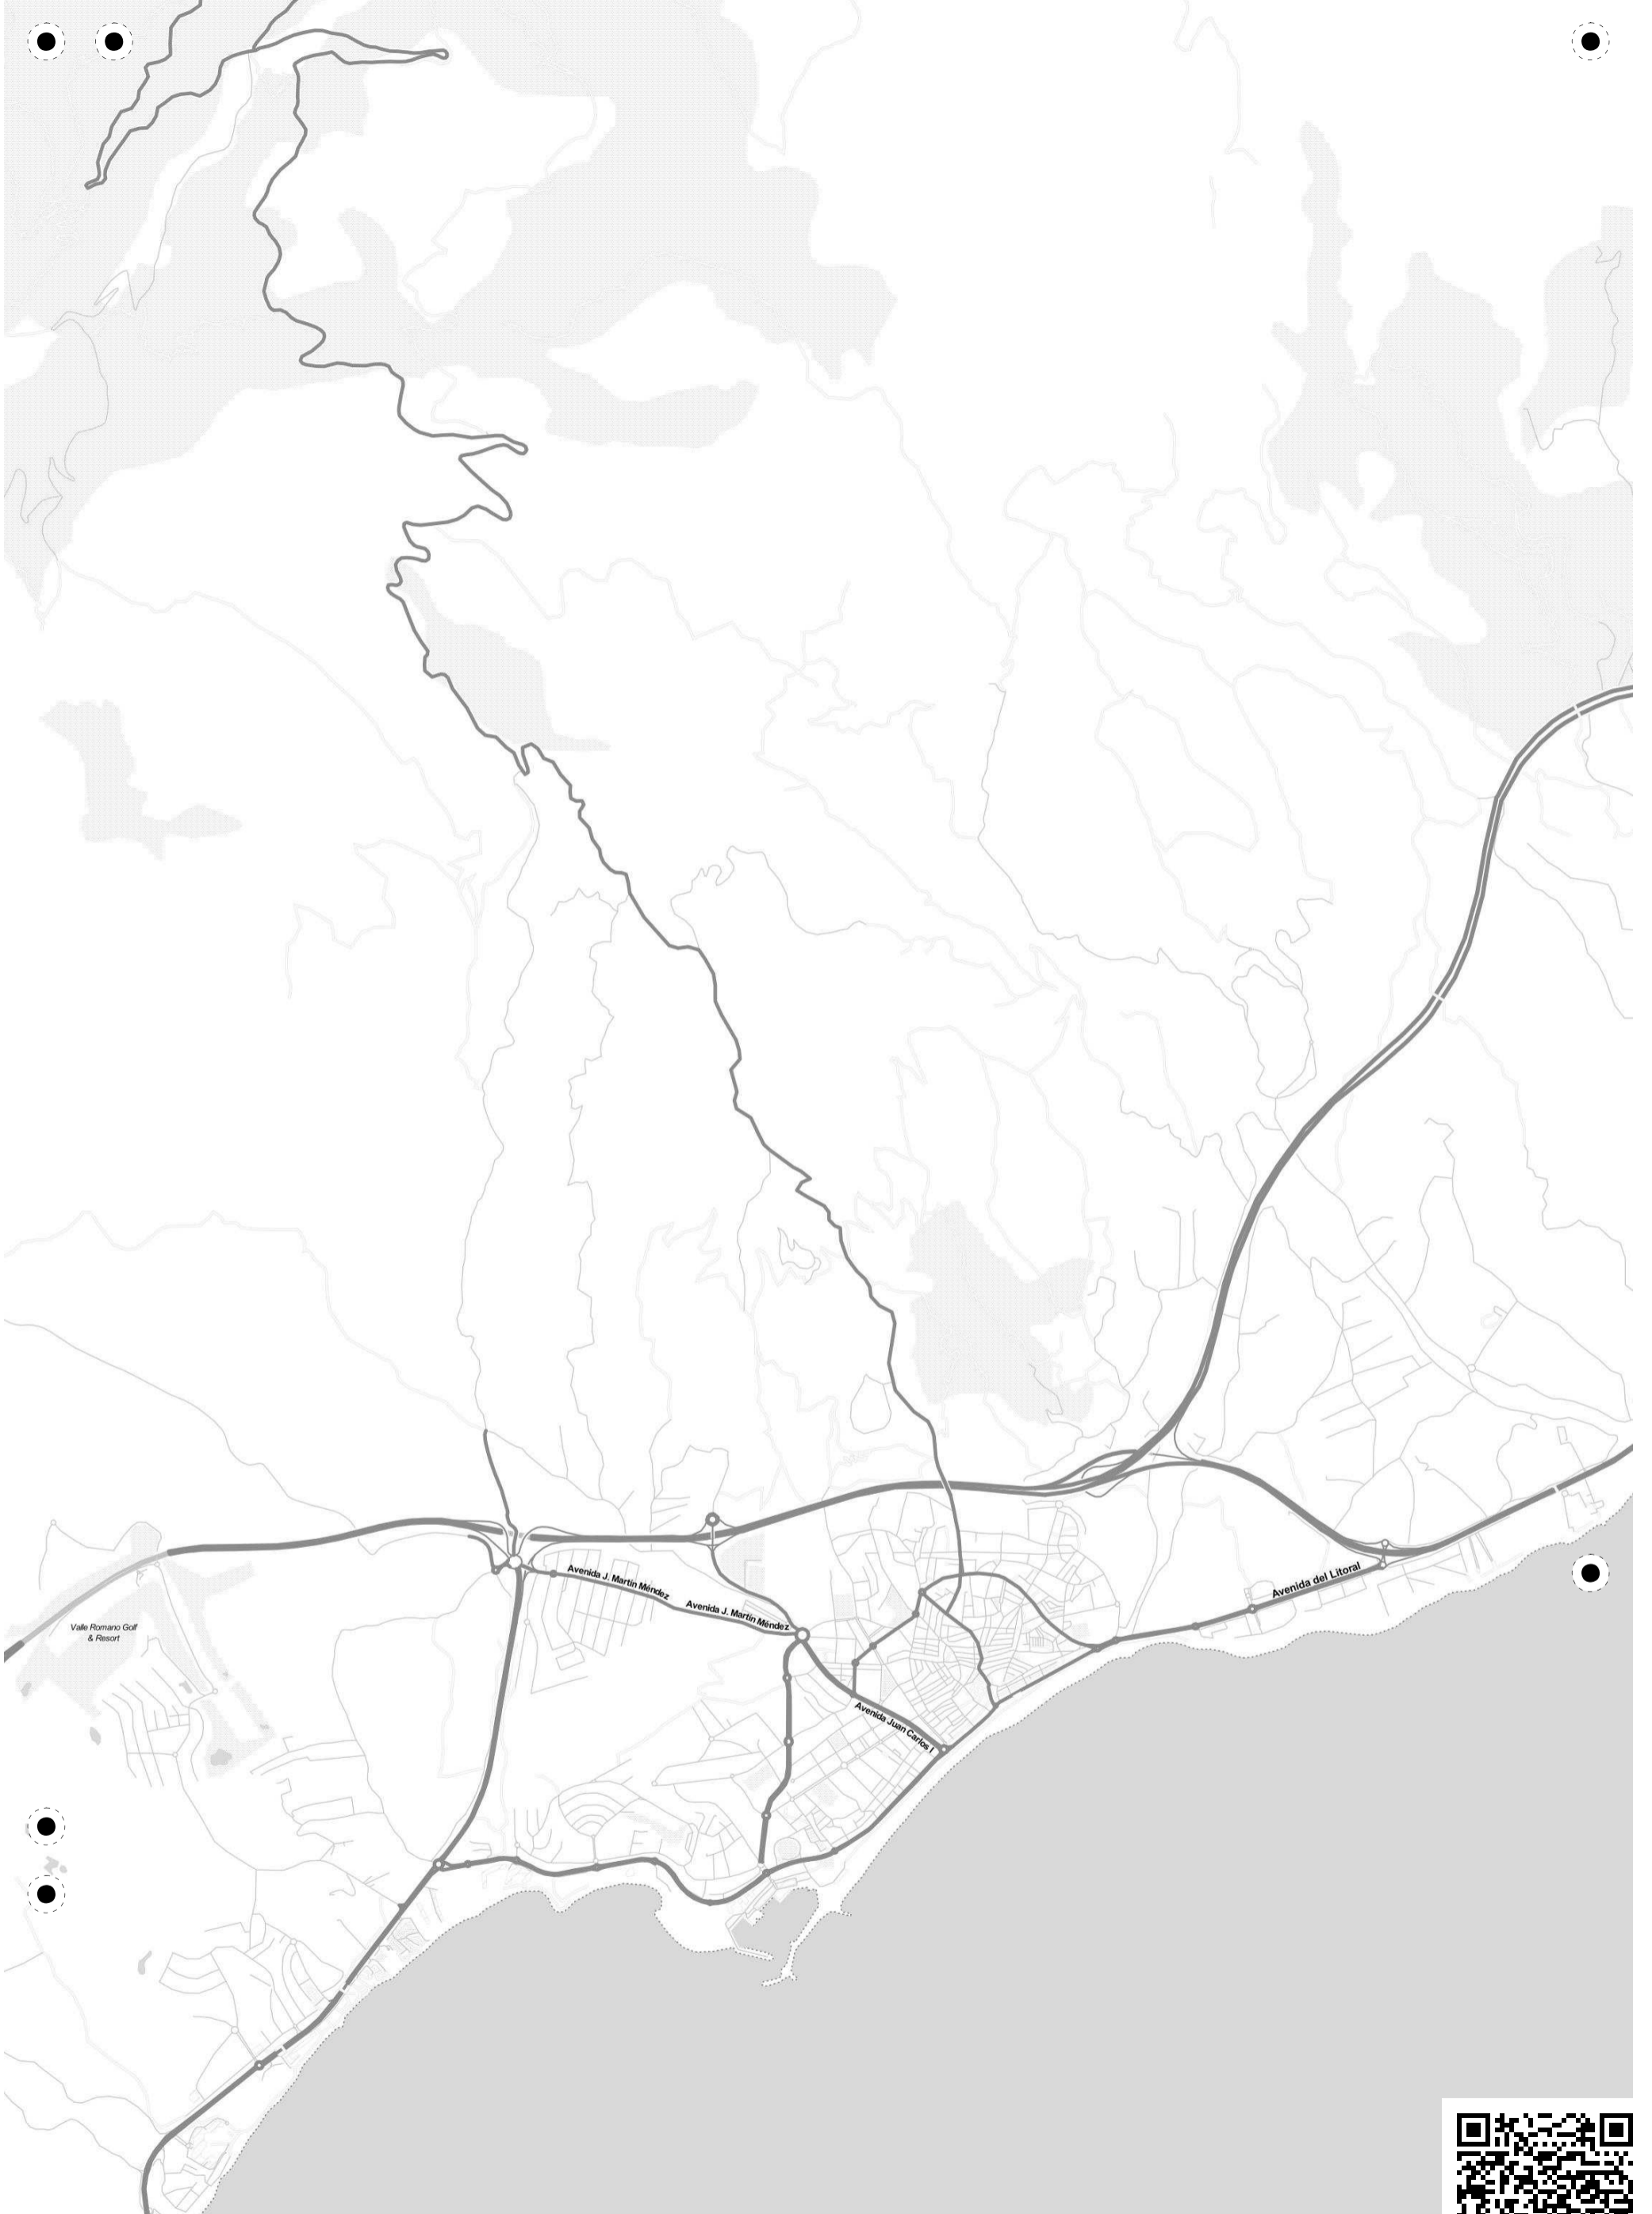 Avenida J. Martín Méndez
Avenida J. Martín Méndez
Avenida del Litoral
Valle Romano Golf
& Resort
Avenida Juan Carlos I